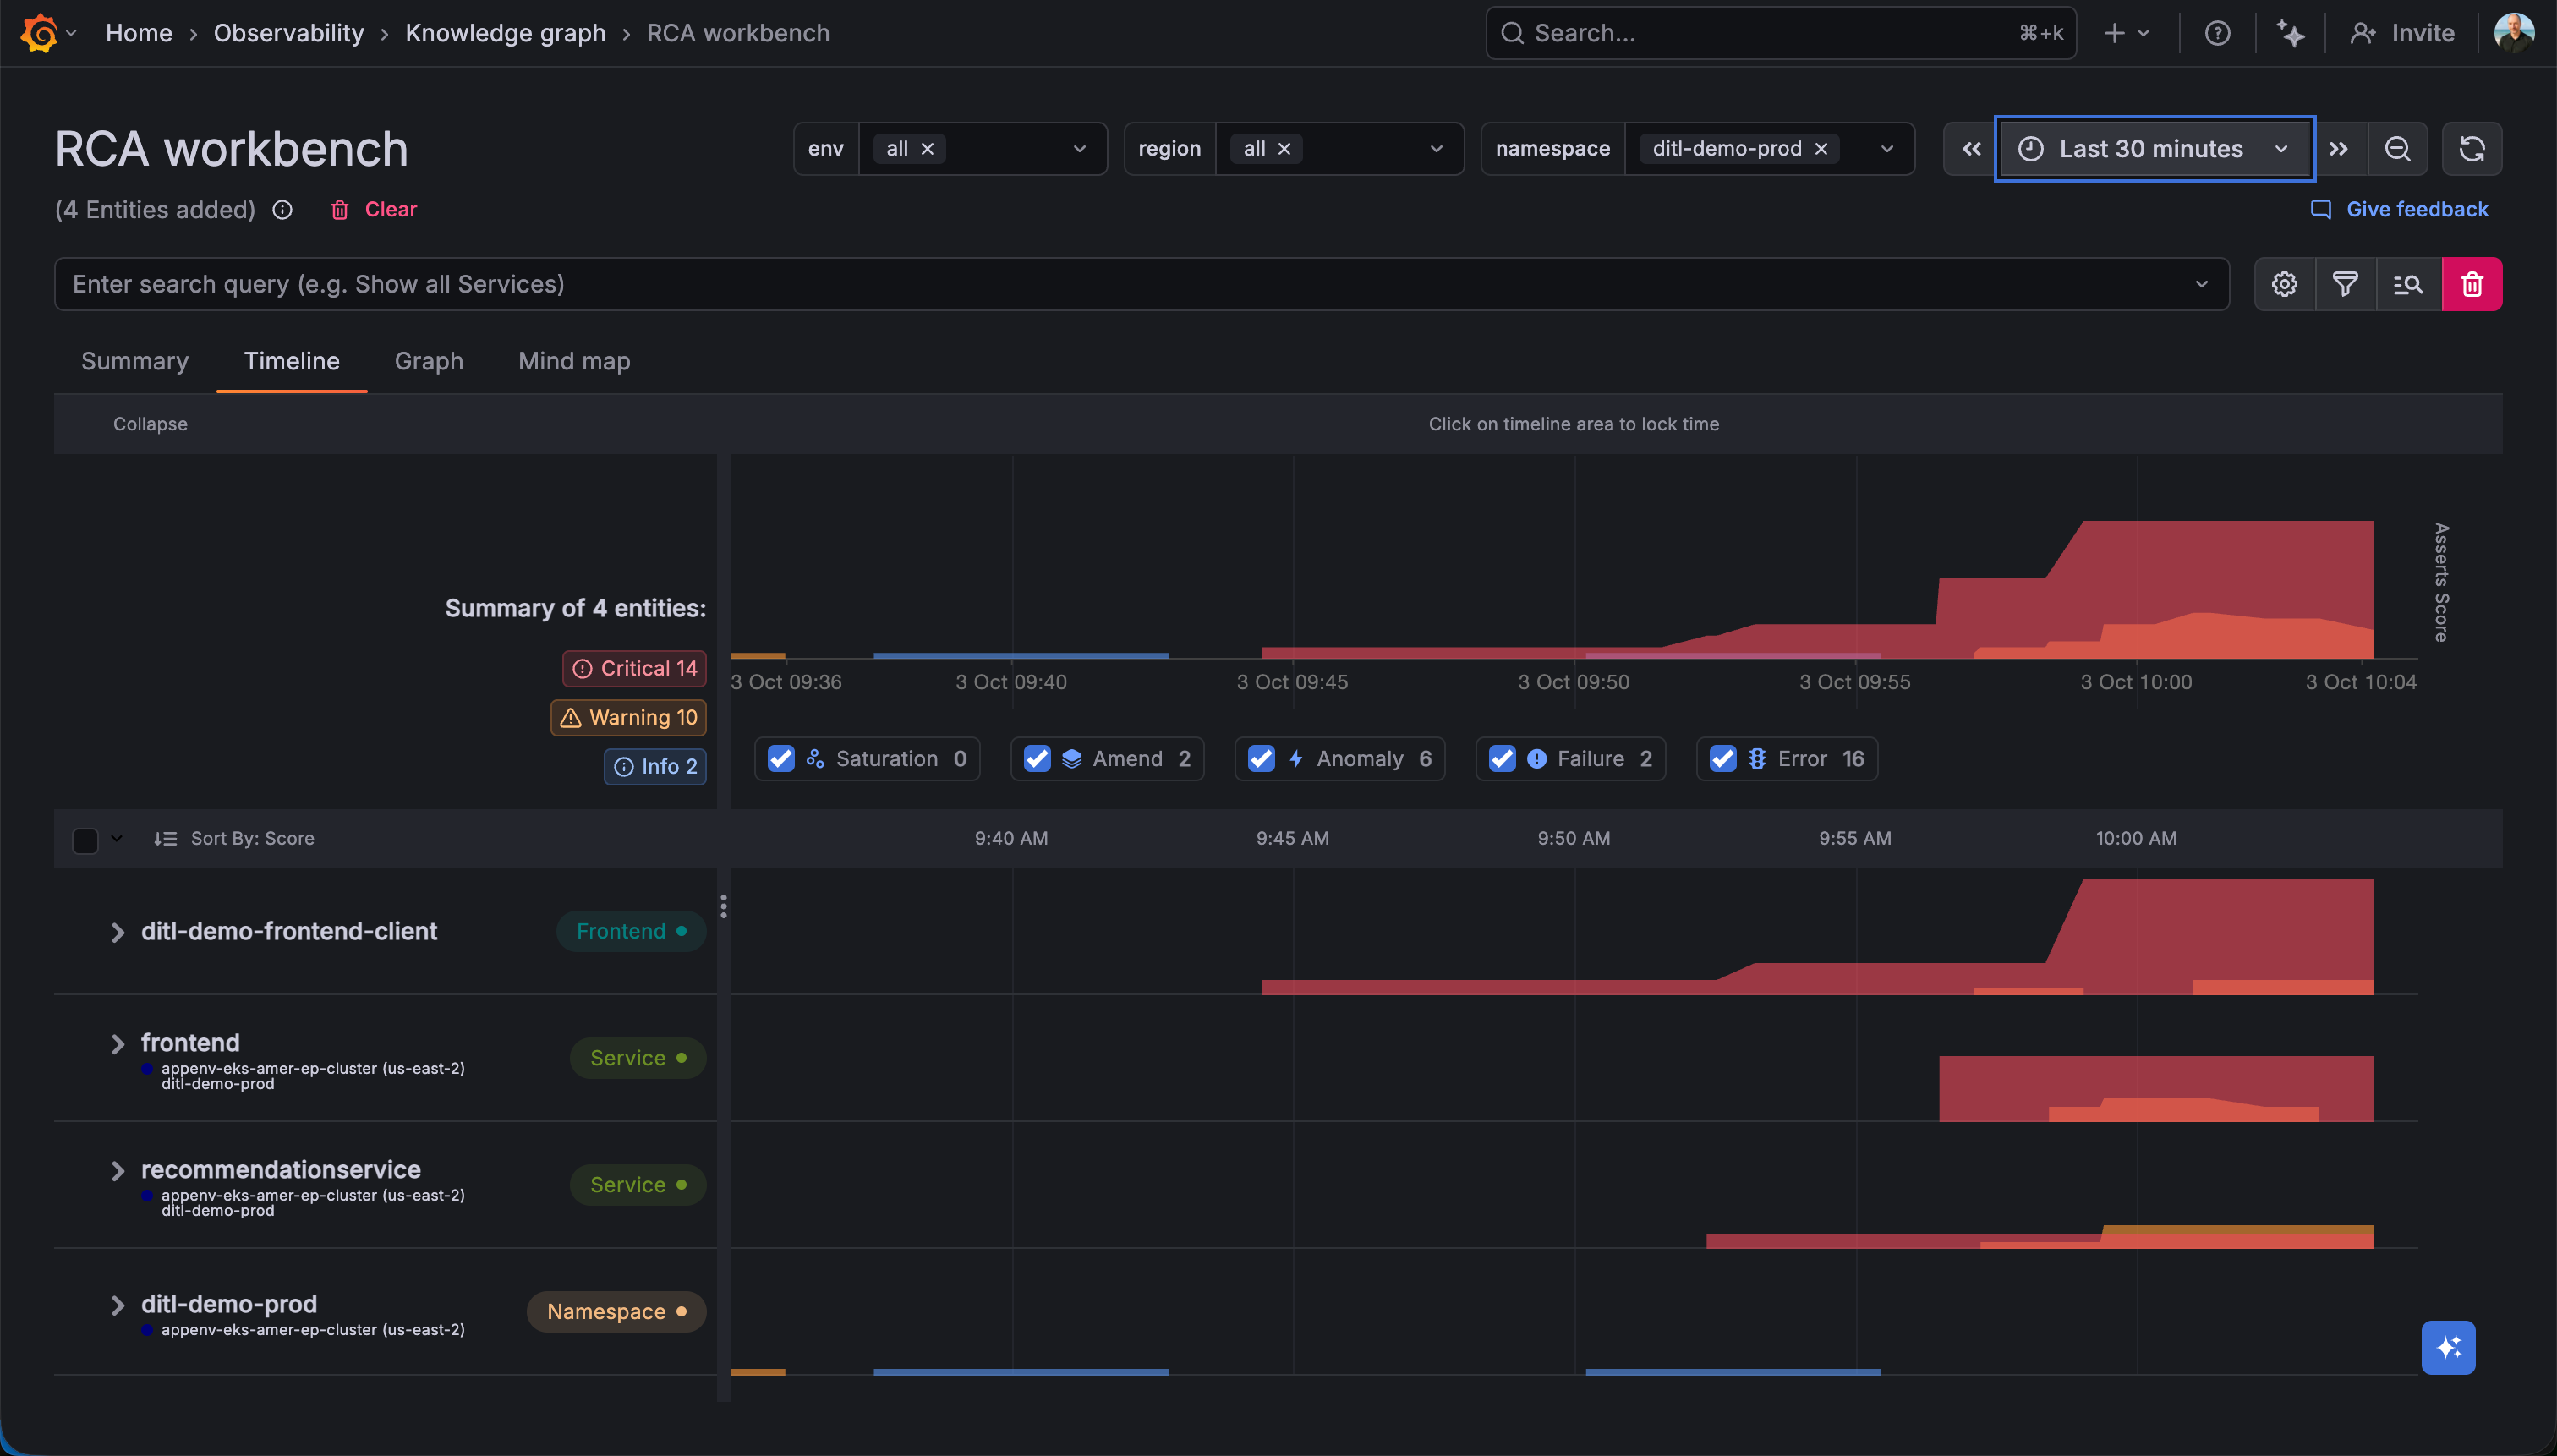 Home › Observability › Knowledge graph › RCA workbench
Search... ⌘+k
Invite
RCA workbench
env all
region all
namespace ditl-demo-prod
Last 30 minutes
(4 Entities added) Clear
Give feedback
Enter search query (e.g. Show all Services)
Summary Timeline Graph Mind map
Collapse
Click on timeline area to lock time
Summary of 4 entities:
Critical 14
Warning 10
Info 2
Asserts Score
3 Oct 09:36 3 Oct 09:40 3 Oct 09:45 3 Oct 09:50 3 Oct 09:55 3 Oct 10:00 3 Oct 10:04
Saturation 0 Amend 2 Anomaly 6 Failure 2 Error 16
Sort By: Score
9:40 AM 9:45 AM 9:50 AM 9:55 AM 10:00 AM
ditl-demo-frontend-client Frontend
frontend
appenv-eks-amer-ep-cluster (us-east-2)
ditl-demo-prod
Service
recommendationservice
appenv-eks-amer-ep-cluster (us-east-2)
ditl-demo-prod
Service
ditl-demo-prod
appenv-eks-amer-ep-cluster (us-east-2)
Namespace